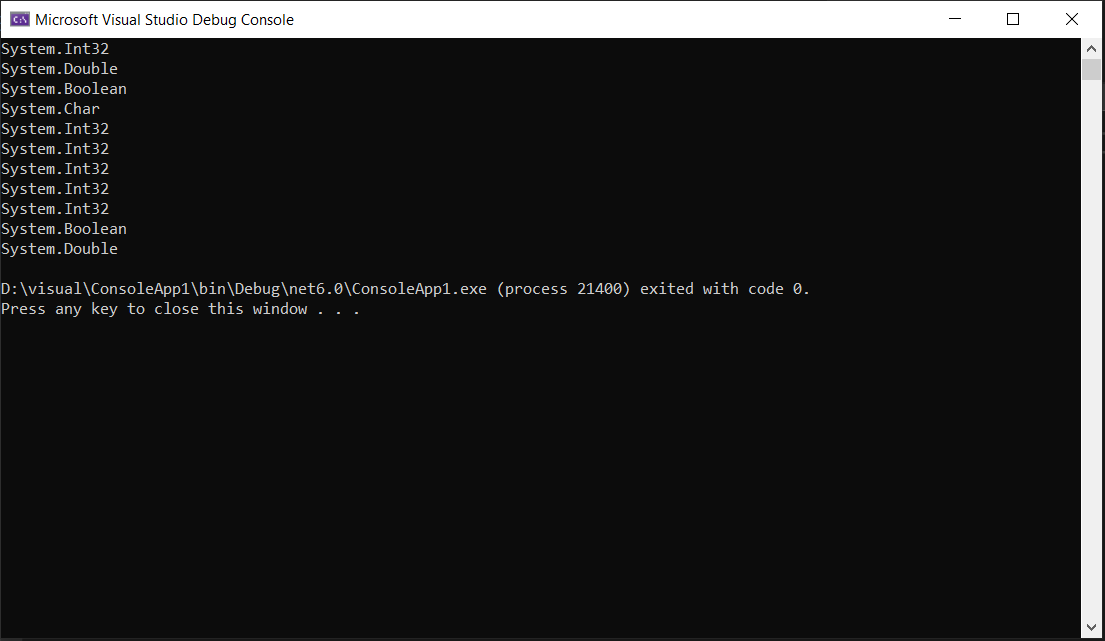 Microsoft Visual Studio Debug Console
System.Int32
System.Double
System.Boolean
System.Char
System.Int32
System.Int32
System.Int32
System.Int32
System.Int32
System.Boolean
System.Double
D:\visual\ConsoleApp1\bin\Debug\net6.0\ConsoleApp1.exe (process 21400) exited with code 0.
Press any key to close this window . . .